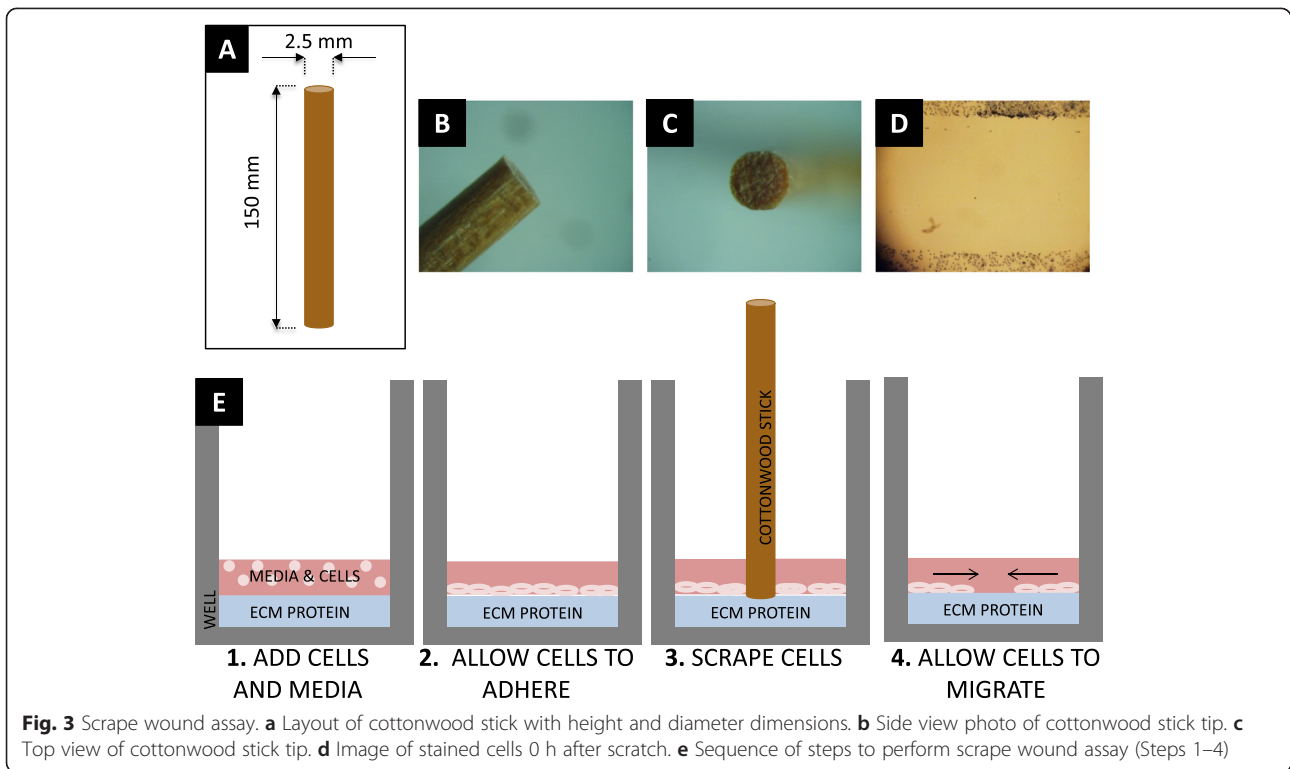 A
2.5 mm
150 mm
B
C
D
E
WELL
MEDIA & CELLS
ECM PROTEIN
1. ADD CELLS
AND MEDIA
ECM PROTEIN
2. ALLOW CELLS TO
ADHERE
COTTONWOOD STICK
ECM PROTEIN
3. SCRAPE CELLS
ECM PROTEIN
4. ALLOW CELLS TO
MIGRATE
Fig. 3 Scrape wound assay. a Layout of cottonwood stick with height and diameter dimensions. b Side view photo of cottonwood stick tip. c
Top view of cottonwood stick tip. d Image of stained cells 0 h after scratch. e Sequence of steps to perform scrape wound assay (Steps 1–4)